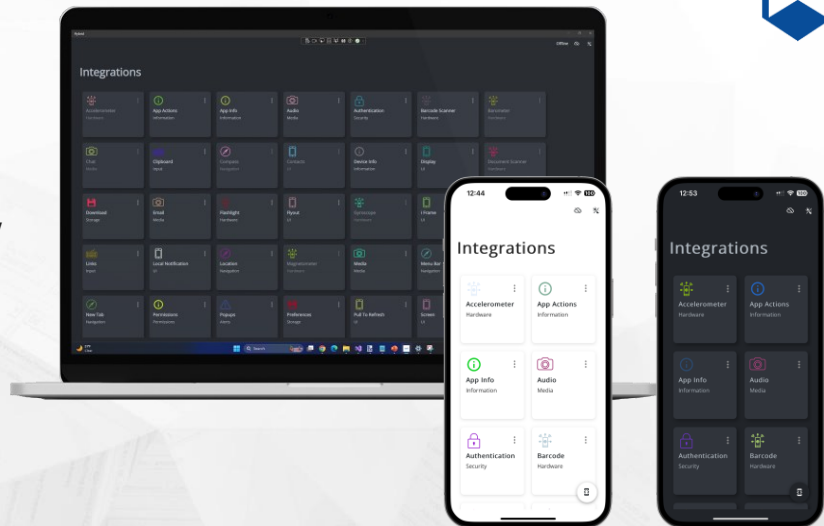 Offline
Integrations
Accelerometer
Hardware
App Actions
Information
App Info
Information
Audio
Media
Authentication
Security
Barcode Scanner
Hardware
Barometer
Hardware
Chat
Media
Clipboard
Input
Compass
Navigation
Contacts
UI
Device Info
Information
Display
UI
Document Scanner
Hardware
Download
Storage
Email
Media
Flashlight
Hardware
Flyout
UI
Gyroscope
Hardware
I Frame
UI
Links
Input
Local Notification
UI
Location
Navigation
Magnetometer
Hardware
Media
Media
Menu Bar
Navigation
New Tab
Navigation
Permissions
Permissions
Popups
Preferences
Storage
Pull To Refresh
UI
Screen
UI
Search
12:44
100
Integrations
Accelerometer
Hardware
App Actions
Information
App Info
Information
Audio
Media
Authentication
Security
Barcode
Hardware
12:53
100
Integrations
Accelerometer
Hardware
App Actions
Information
App Info
Information
Audio
Media
Authentication
Security
Barcode
Hardware